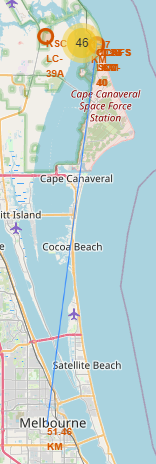 KSC
LC-
39A
46
KM
40
Cape Canaveral
Space Force
Station
Cape Canaveral
itt Island
Cocoa Beach
Satellite Beach
Melbourne
51.46
KM